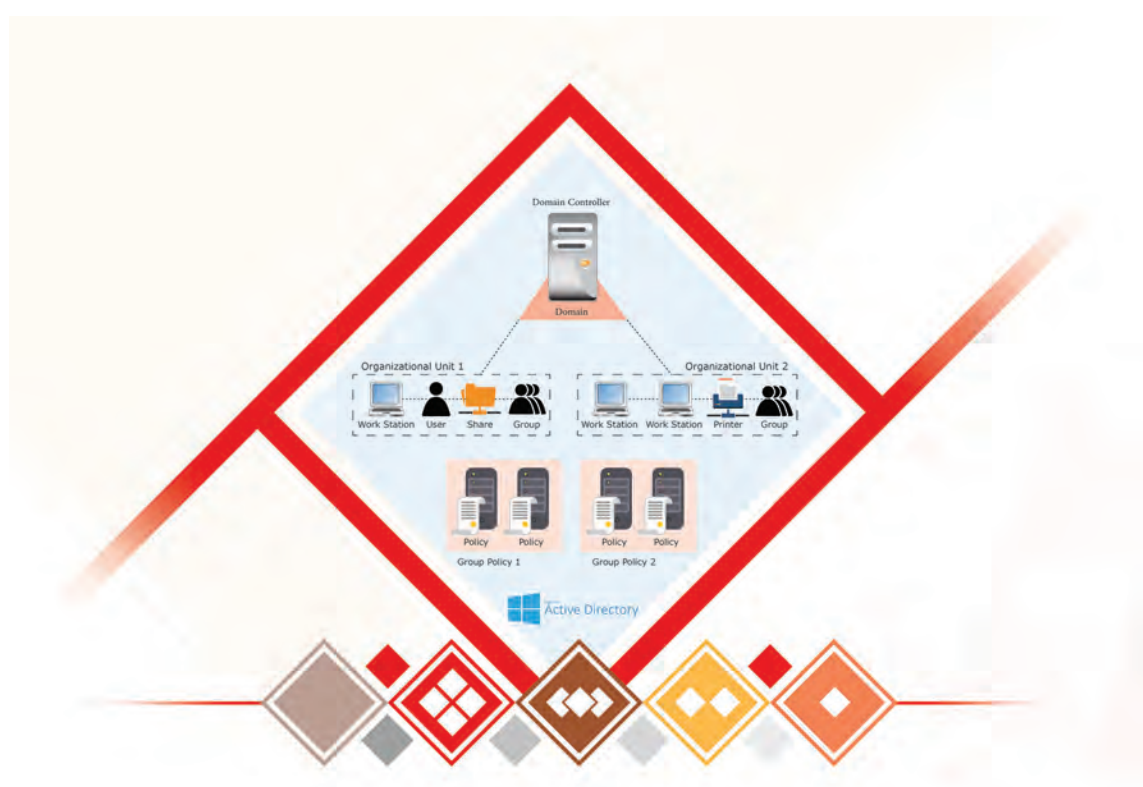 Domain Controller
Domain
Organizational Unit 1
Organizational Unit 2
Work Station User Share Group
Work Station Work Station Printer Group
Policy Policy
Policy Policy
Group Policy 1
Group Policy 2
Active Directory